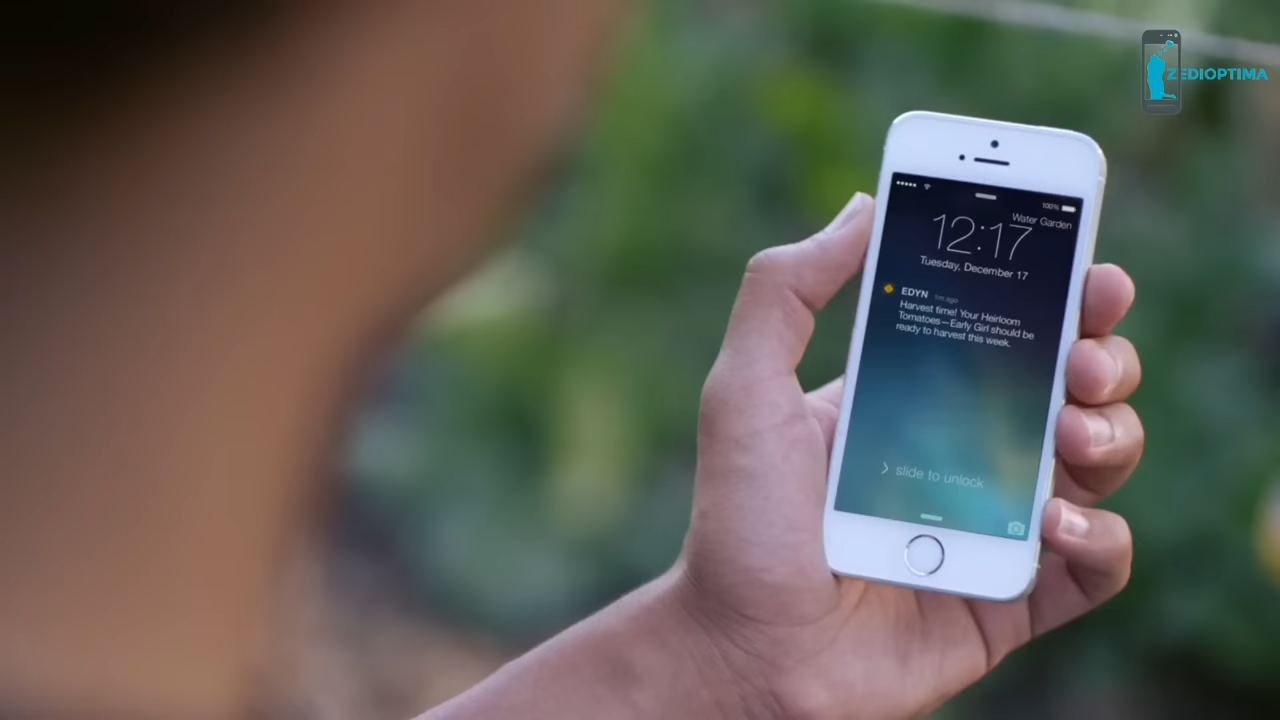 ZEDIOPTIMA
100%
Water Garden
12:17
Tuesday, December 17
EDYN 1m ago
Harvest time! Your Heirloom
Tomatoes—Early Girl should be
ready to harvest this week.
> slide to unlock